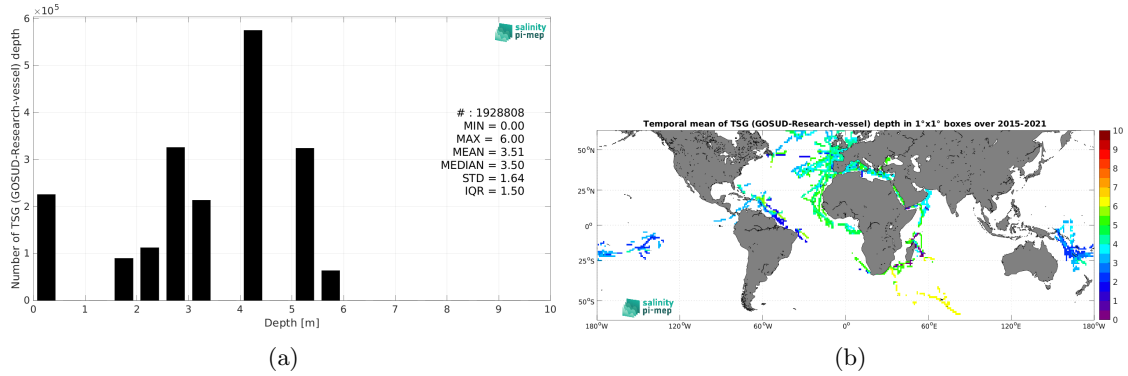 ×10⁵
6
5
4
3
2
1
0
Number of TSG (GOSUD-Research-vessel) depth
salinity
pi-mep
# : 1928808
MIN = 0.00
MAX = 6.00
MEAN = 3.51
MEDIAN = 3.50
STD = 1.64
IQR = 1.50
0 1 2 3 4 5 6 7 8 9 10
Depth [m]
(a)
Temporal mean of TSG (GOSUD-Research-vessel) depth in 1°x1° boxes over 2015-2021
50°N
25°N
0°
25°S
50°S
salinity
pi-mep
180°W 120°W 60°W 0° 60°E 120°E 180°W
10
9
8
7
6
5
4
3
2
1
0
(b)